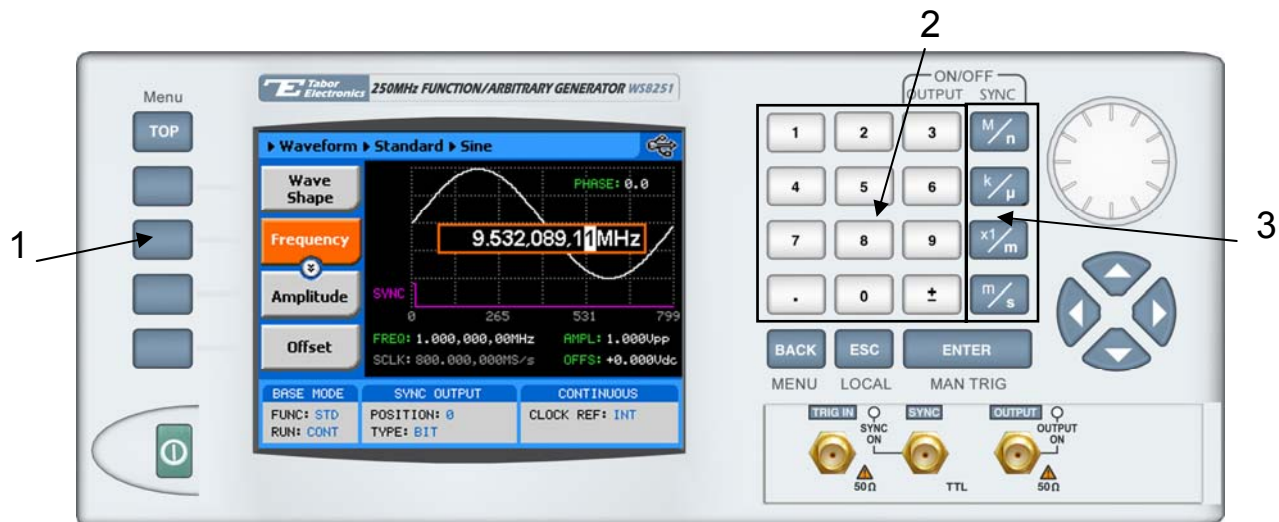 2
1
3
Menu
TOP
Tabor Electronics 250MHz FUNCTION/ARBITRARY GENERATOR WS8251
▸ Waveform ▸ Standard ▸ Sine
Wave Shape
Frequency
Amplitude
Offset
PHASE: 0.0
9.532,089,11MHz
SYNC
0 265 531 799
FREQ: 1.000,000,00MHz AMPL: 1.000Vpp
SCLK: 800.000,000MS/s OFFS: +0.000Vdc
BASE MODE SYNC OUTPUT CONTINUOUS
FUNC: STD POSITION: 0 CLOCK REF: INT
RUN: CONT TYPE: BIT
ON/OFF
OUTPUT SYNC
1 2 3 M/n
4 5 6 k/µ
7 8 9 x1/m
. 0 ± m/s
BACK ESC ENTER
MENU LOCAL MAN TRIG
TRIG IN SYNC OUTPUT
SYNC ON
OUTPUT ON
50Ω TTL 50Ω